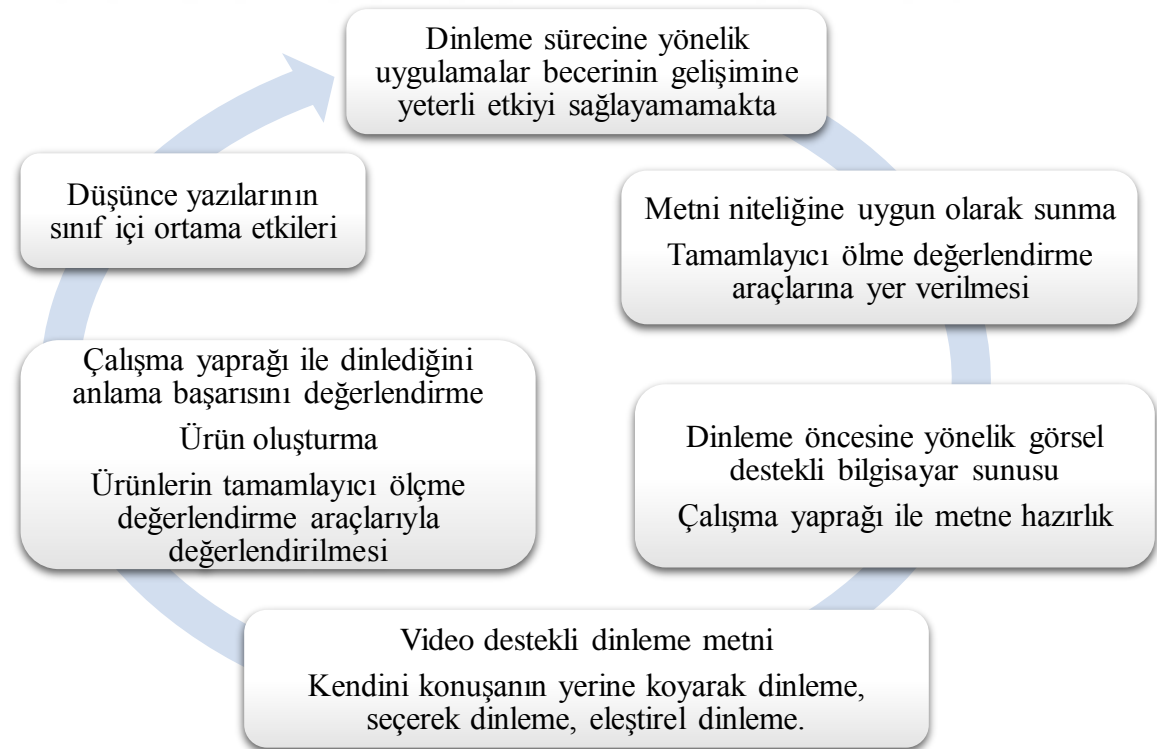 Dinleme sürecine yönelik
uygulamalar becerinin gelişimine
yeterli etkiyi sağlayamamakta
Metni niteliğine uygun olarak sunma
Tamamlayıcı ölme değerlendirme
araçlarına yer verilmesi
Dinleme öncesine yönelik görsel
destekli bilgisayar sunusu
Çalışma yaprağı ile metne hazırlık
Video destekli dinleme metni
Kendini konuşanın yerine koyarak dinleme,
seçerek dinleme, eleştirel dinleme.
Çalışma yaprağı ile dinlediğini
anlama başarısını değerlendirme
Ürün oluşturma
Ürünlerin tamamlayıcı ölçme
değerlendirme araçlarıyla
değerlendirilmesi
Düşünce yazılarının
sınıf içi ortama etkileri